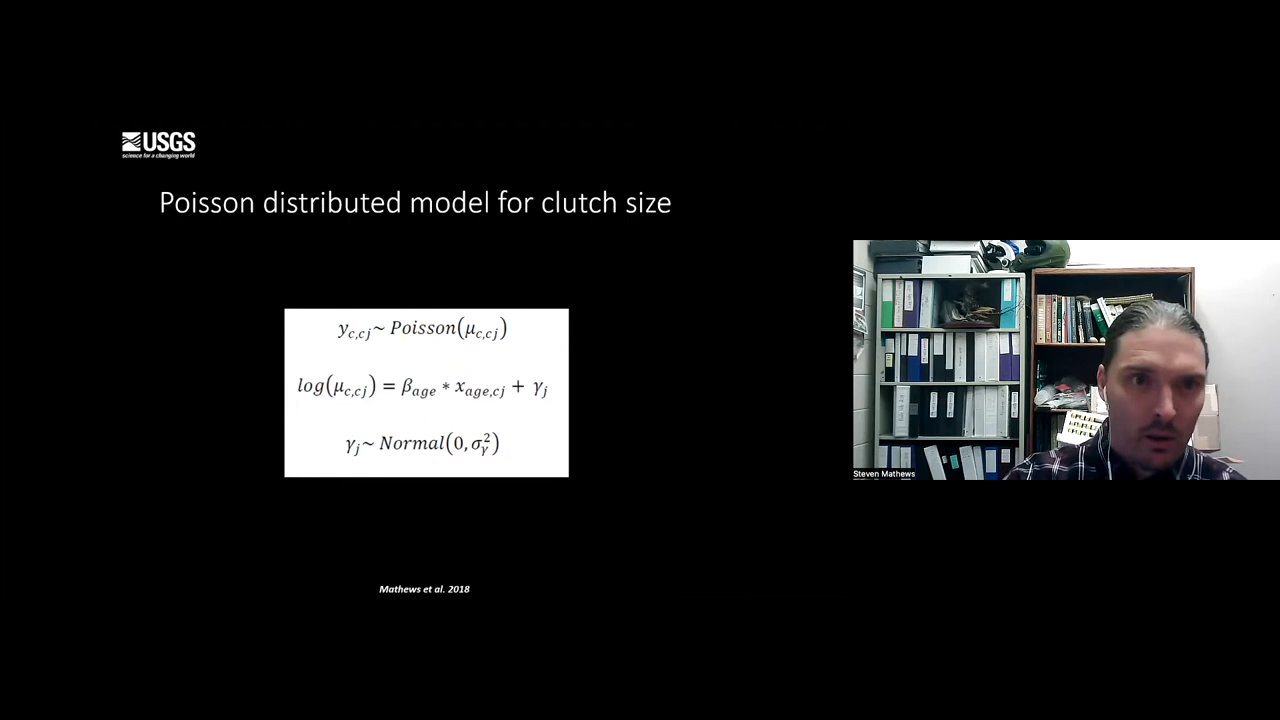 USGS
science for a changing world
Poisson distributed model for clutch size
y_{c,cj}~ Poisson(μ_{c,cj})
log(μ_{c,cj}) = β_{age} * x_{age,cj} + γ_j
γ_j~ Normal(0, σ_γ^2)
Steven Mathews
Mathews et al. 2018